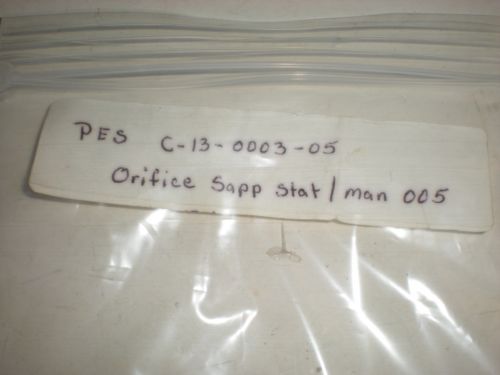 PES C-13-0003-05
Orifice Sapp stat / man 005